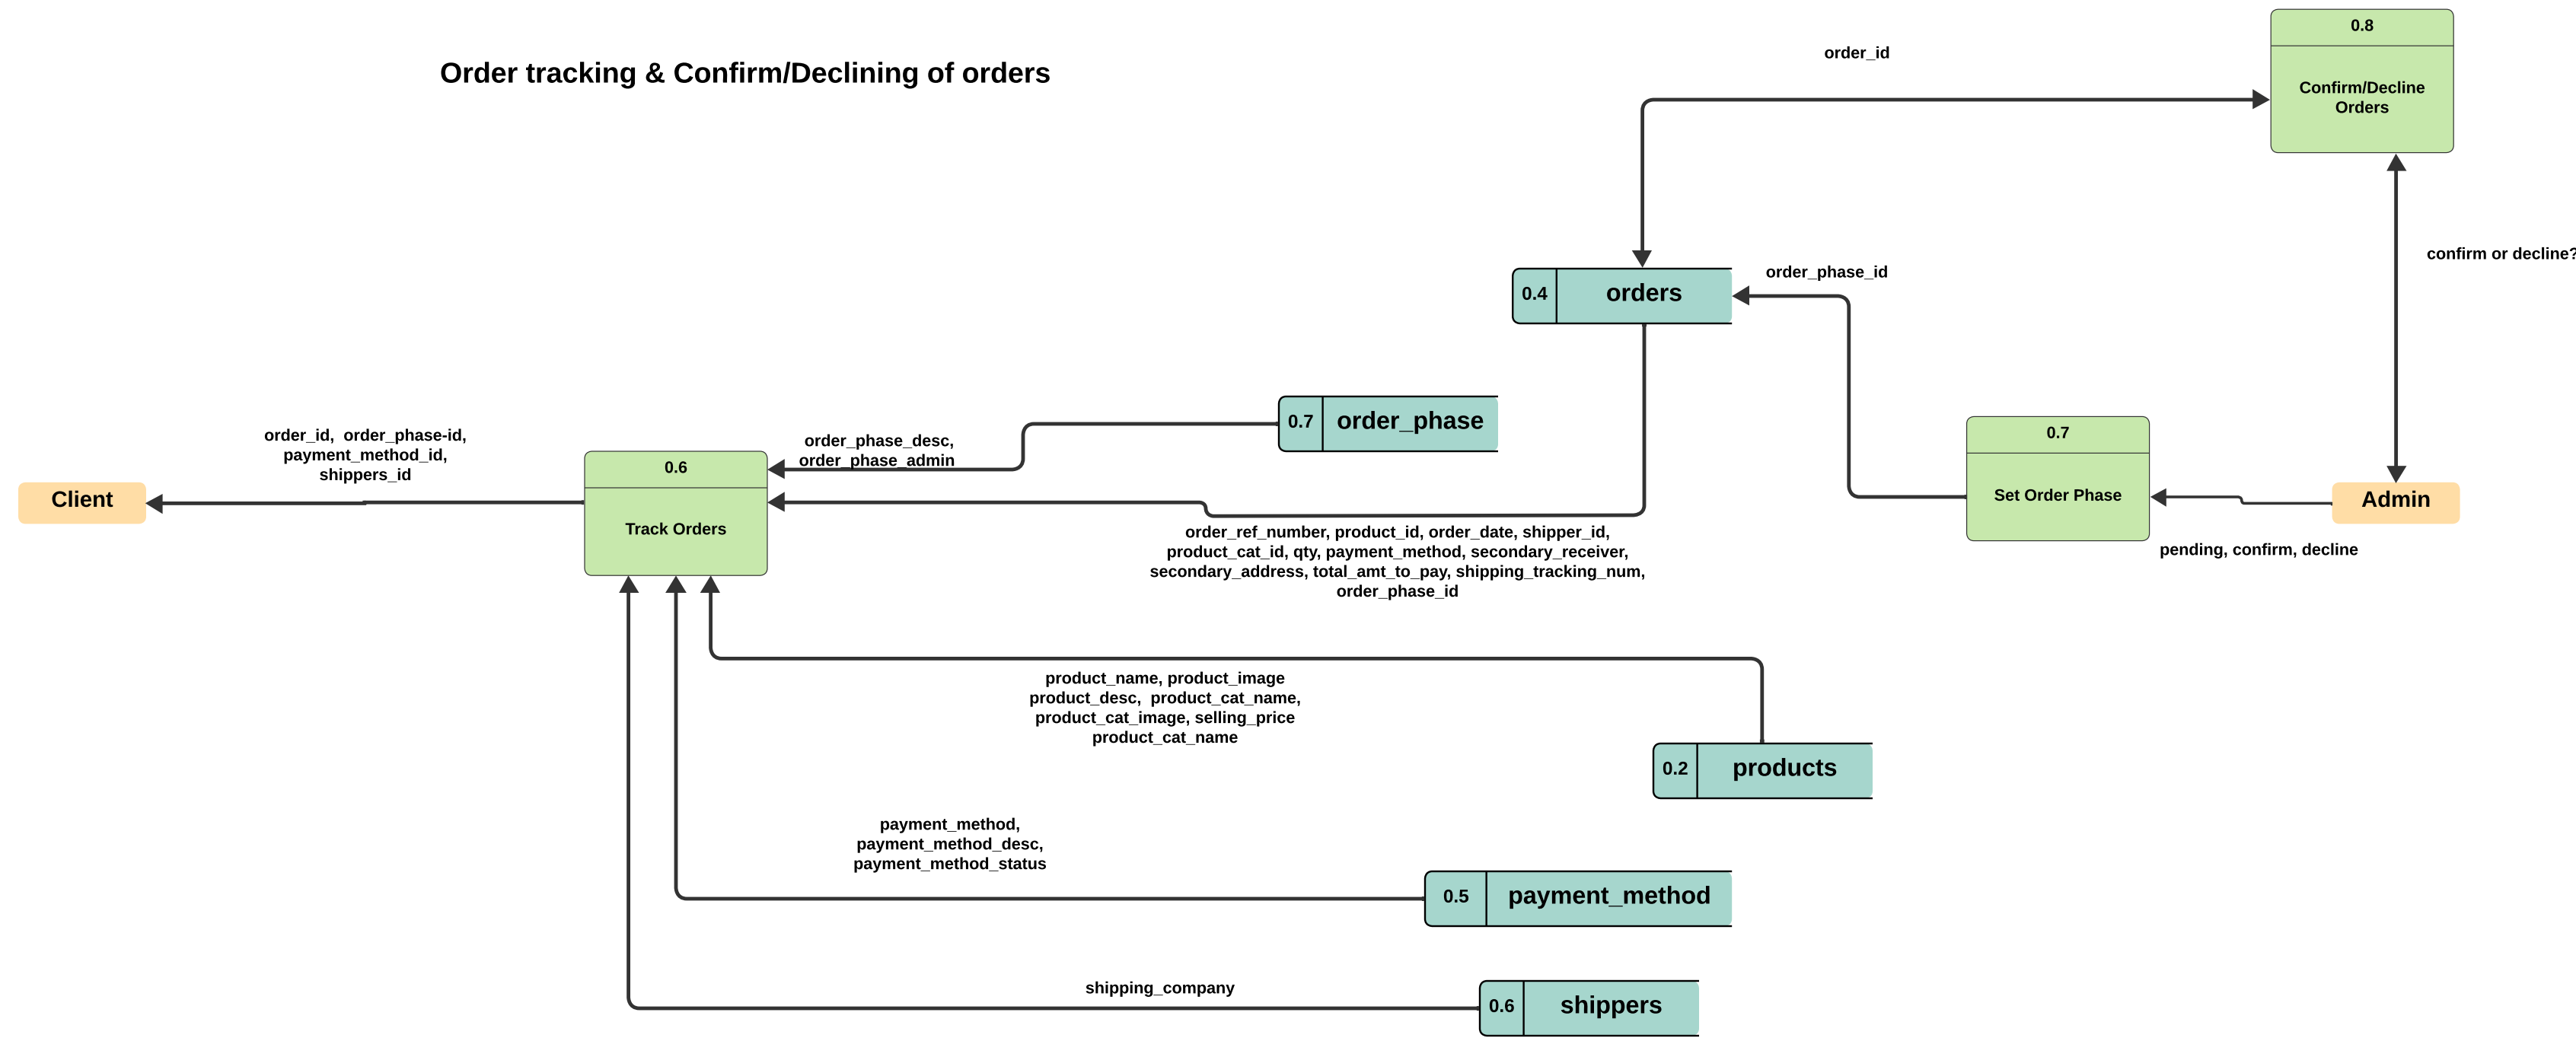 0.8
order_id
Order tracking & Confirm/Declining of orders
Confirm/Decline
Orders
confirm or decline?
order_phase_id
0.4
orders
0.7
order_phase
0.7
order_id,  order_phase-id,
payment_method_id,
shippers_id
order_phase_desc,
order_phase_admin
0.6
Client
Set Order Phase
Admin
Track Orders
order_ref_number, product_id, order_date, shipper_id,
product_cat_id, qty, payment_method, secondary_receiver,
secondary_address, total_amt_to_pay, shipping_tracking_num,
order_phase_id
pending, confirm, decline
product_name, product_image
product_desc,  product_cat_name,
product_cat_image, selling_price
product_cat_name
0.2
products
payment_method,
payment_method_desc,
payment_method_status
0.5
payment_method
shipping_company
0.6
shippers